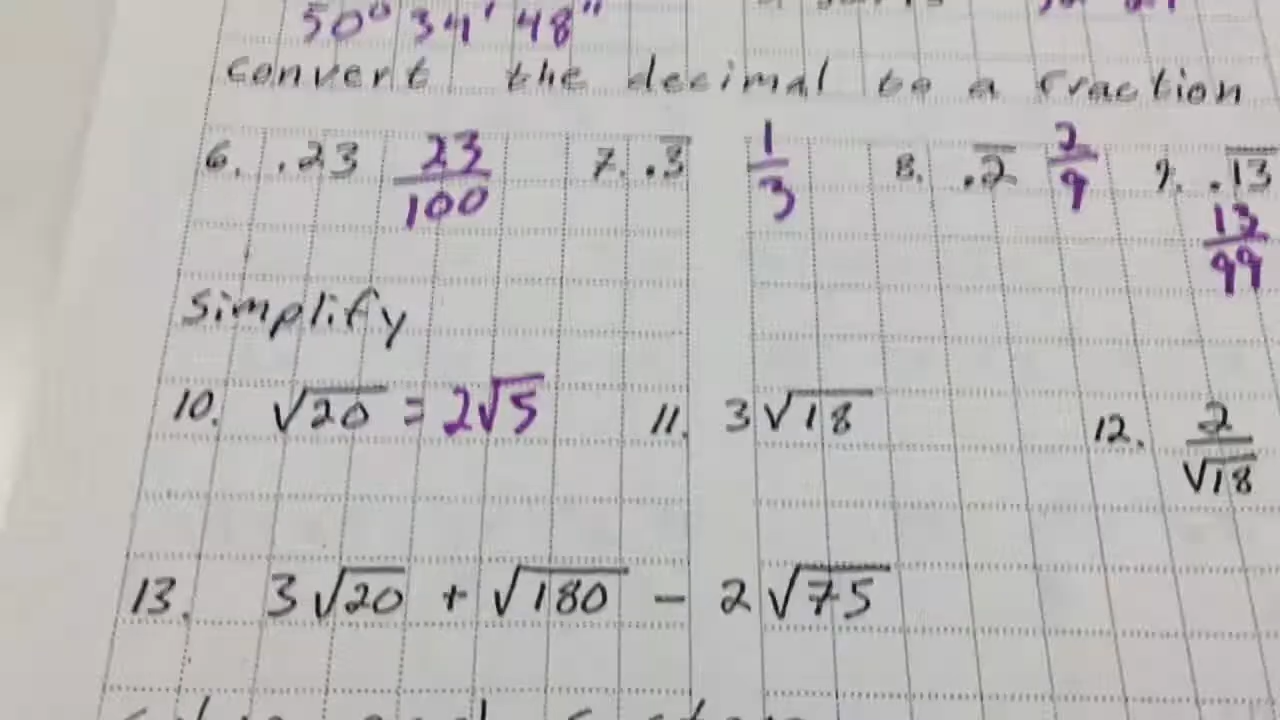 50° 34' 48"
convert the decimal to a fraction
6. .23 23/100 7. .3̅ 1/3 8. .2̅ 2/9 9. .1̅3̅ 13/99
simplify
10. √20 = 2√5 11. 3√18 12. 2/√18
13. 3√20 + √180 - 2√75